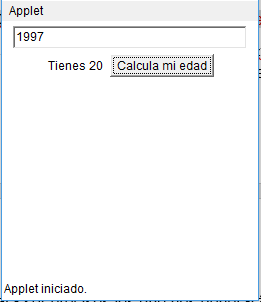 Applet
1997
Tienes 20 Calcula mi edad
Applet iniciado.